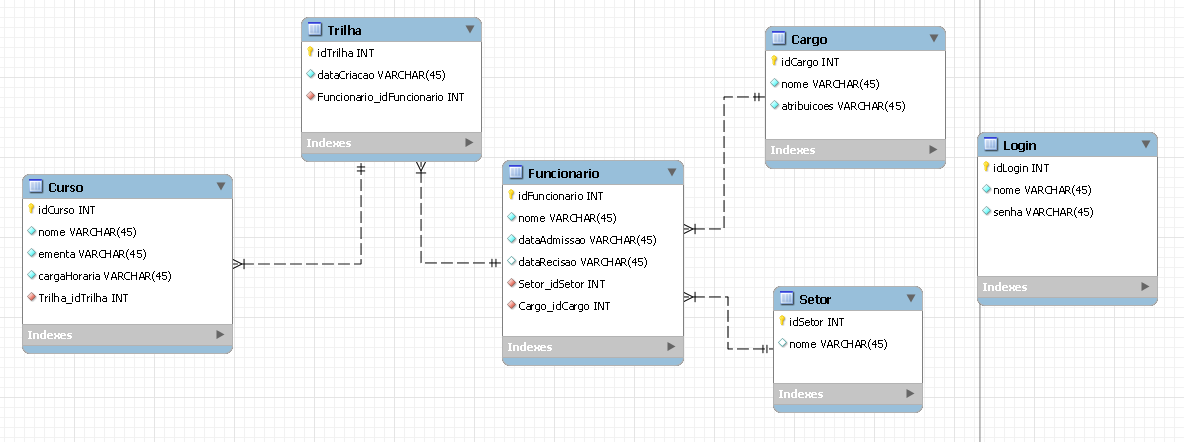 Trilha
idTrilha INT
dataCriacao VARCHAR(45)
Funcionario_idFuncionario INT
Indexes
Cargo
idCargo INT
nome VARCHAR(45)
atribuicoes VARCHAR(45)
Indexes
Login
idLogin INT
nome VARCHAR(45)
senha VARCHAR(45)
Indexes
Curso
idCurso INT
nome VARCHAR(45)
ementa VARCHAR(45)
cargaHoraria VARCHAR(45)
Trilha_idTrilha INT
Indexes
Funcionario
idFuncionario INT
nome VARCHAR(45)
dataAdmissao VARCHAR(45)
dataRecisao VARCHAR(45)
Setor_idSetor INT
Cargo_idCargo INT
Indexes
Setor
idSetor INT
nome VARCHAR(45)
Indexes